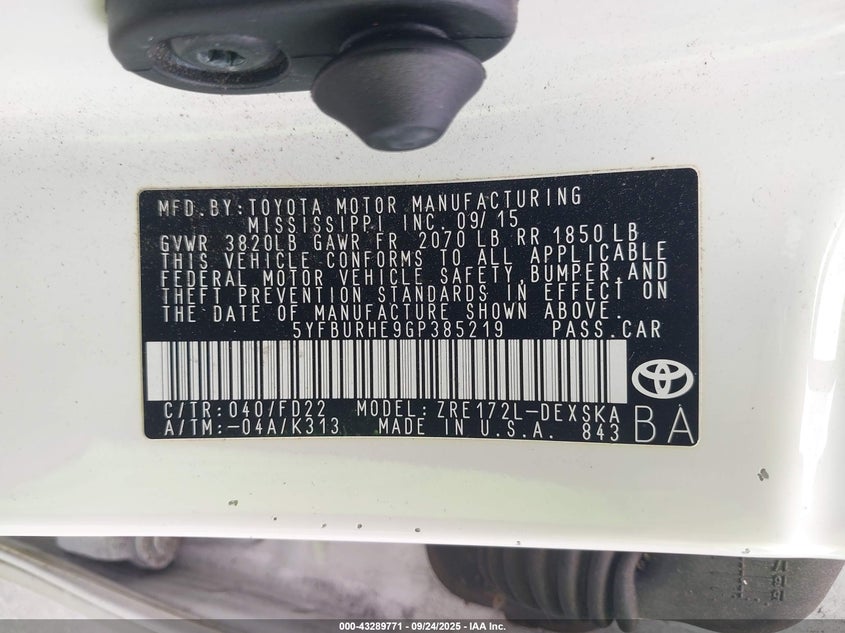 MFD.BY:TOYOTA MOTOR MANUFACTURING
MISSISSIPPI INC. 09/15
GVWR 3820LB GAWR FR 2070 LB RR 1850 LB
THIS VEHICLE CONFORMS TO ALL APPLICABLE
FEDERAL MOTOR VEHICLE SAFETY, BUMPER, AND
THEFT PREVENTION STANDARDS IN EFFECT ON
THE DATE OF MANUFACTURE SHOWN ABOVE.
5YFBURHE9GP385219 PASS.CAR
C/TR: 040/FD22 MODEL: ZRE172L-DEXSKA
A/TM:-04A/K313 MADE IN U.S.A. 843 BA
000-43289771 - 09/24/2025 - IAA Inc.